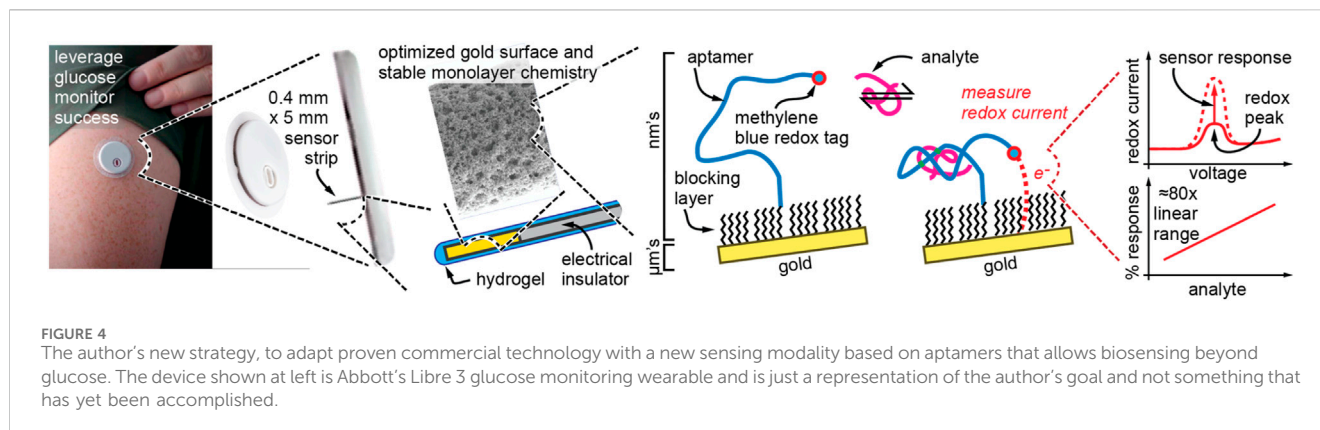 leverage
glucose
monitor
success
0.4 mm
x 5 mm
sensor
strip
optimized gold surface and
stable monolayer chemistry
hydrogel
electrical
insulator
nm's
μm's
aptamer
analyte
methylene
blue redox tag
blocking
layer
gold
measure
redox current
e-
gold
redox current
sensor response
redox
peak
voltage
% response
≈80x
linear
range
analyte
FIGURE 4
The author's new strategy, to adapt proven commercial technology with a new sensing modality based on aptamers that allows biosensing beyond
glucose. The device shown at left is Abbott's Libre 3 glucose monitoring wearable and is just a representation of the author's goal and not something that
has yet been accomplished.